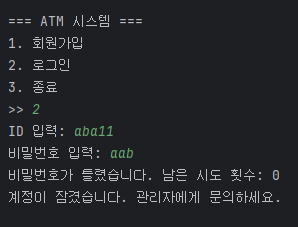 === ATM 시스템 ===
1. 회원가입
2. 로그인
3. 종료
>> 2
ID 입력: aba11
비밀번호 입력: aab
비밀번호가 틀렸습니다. 남은 시도 횟수: 0
계정이 잠겼습니다. 관리자에게 문의하세요.